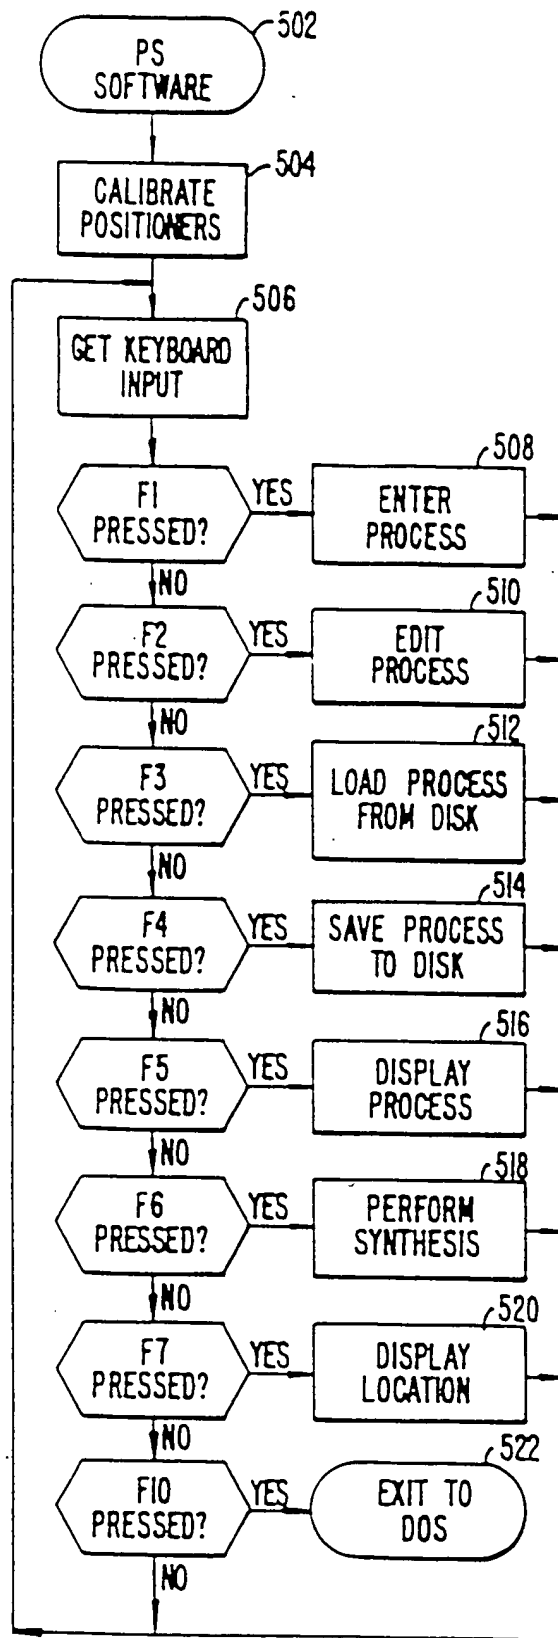 502
PS
SOFTWARE
504
CALIBRATE
POSITIONERS
506
GET KEYBOARD
INPUT
508
F1
PRESSED?
YES
ENTER
PROCESS
NO
510
F2
PRESSED?
YES
EDIT
PROCESS
NO
512
F3
PRESSED?
YES
LOAD PROCESS
FROM DISK
NO
514
F4
PRESSED?
YES
SAVE PROCESS
TO DISK
NO
516
F5
PRESSED?
YES
DISPLAY
PROCESS
NO
518
F6
PRESSED?
YES
PERFORM
SYNTHESIS
NO
520
F7
PRESSED?
YES
DISPLAY
LOCATION
NO
522
F10
PRESSED?
YES
EXIT TO
DOS
NO